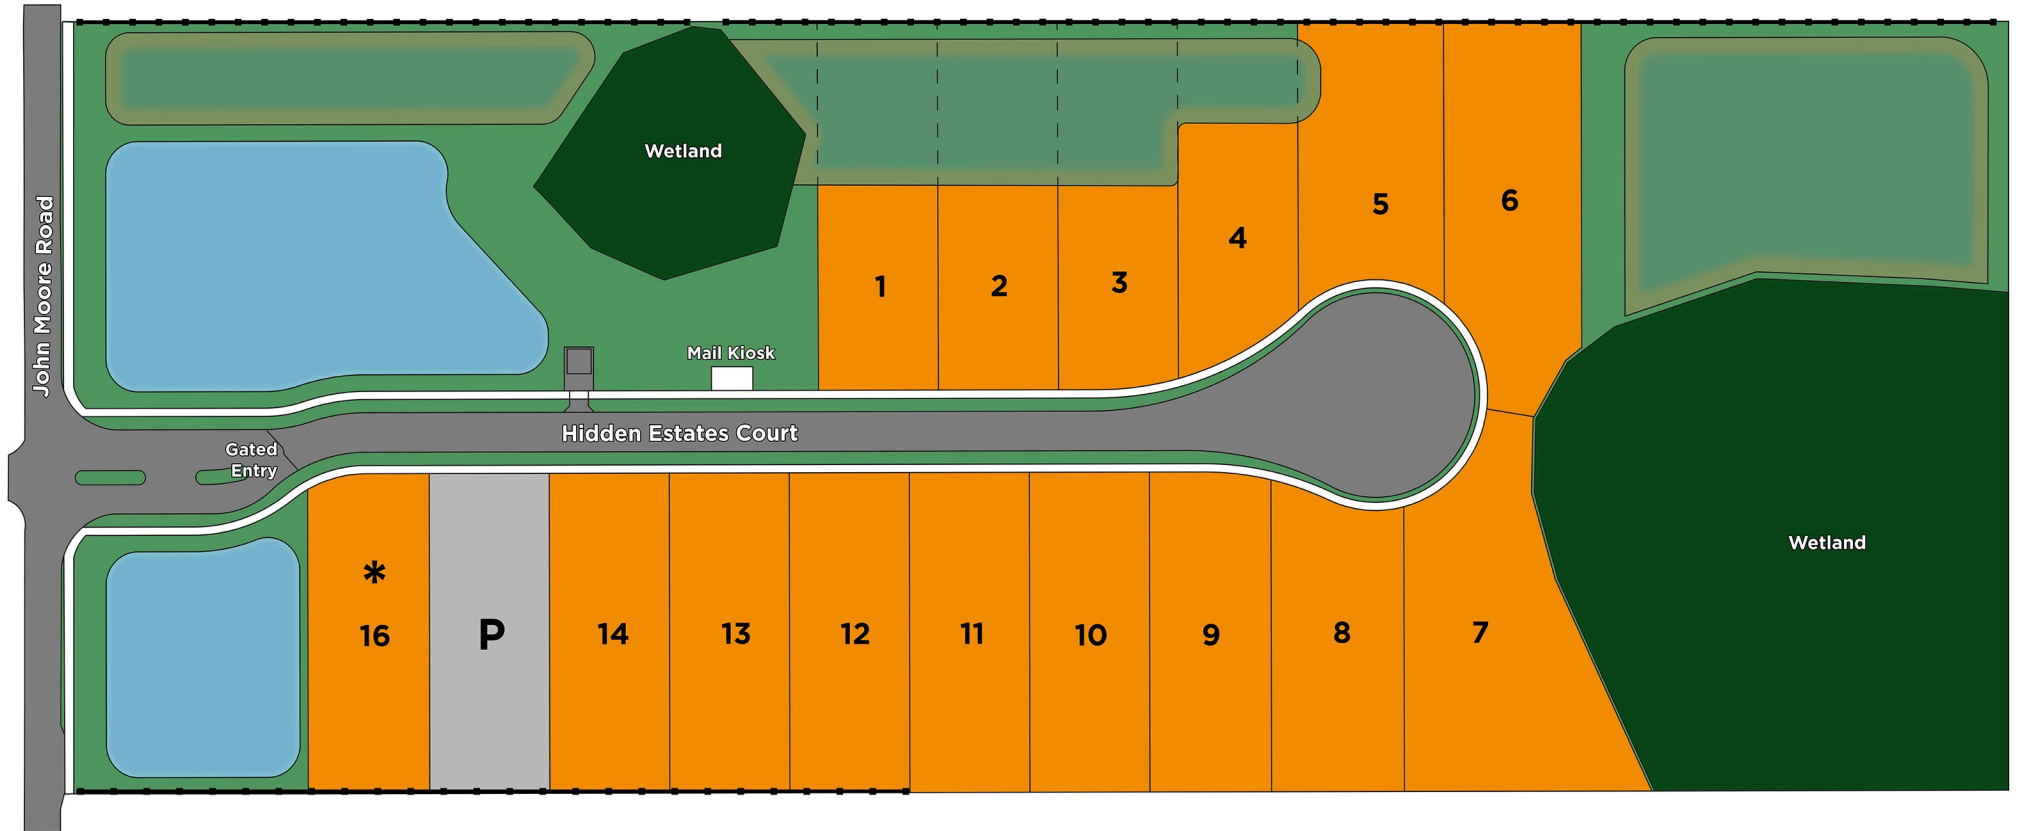 John Moore Road
Wetland
1
2
3
4
5
6
Mail Kiosk
Hidden Estates Court
Gated
Entry
Wetland
*
16
P
14
13
12
11
10
9
8
7